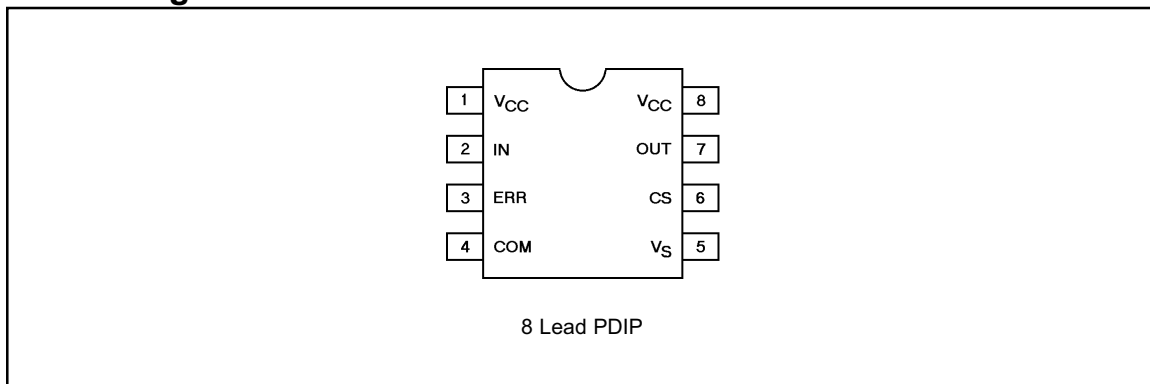 1 VCC VCC 8
2 IN OUT 7
3 ERR CS 6
4 COM VS 5
8 Lead PDIP